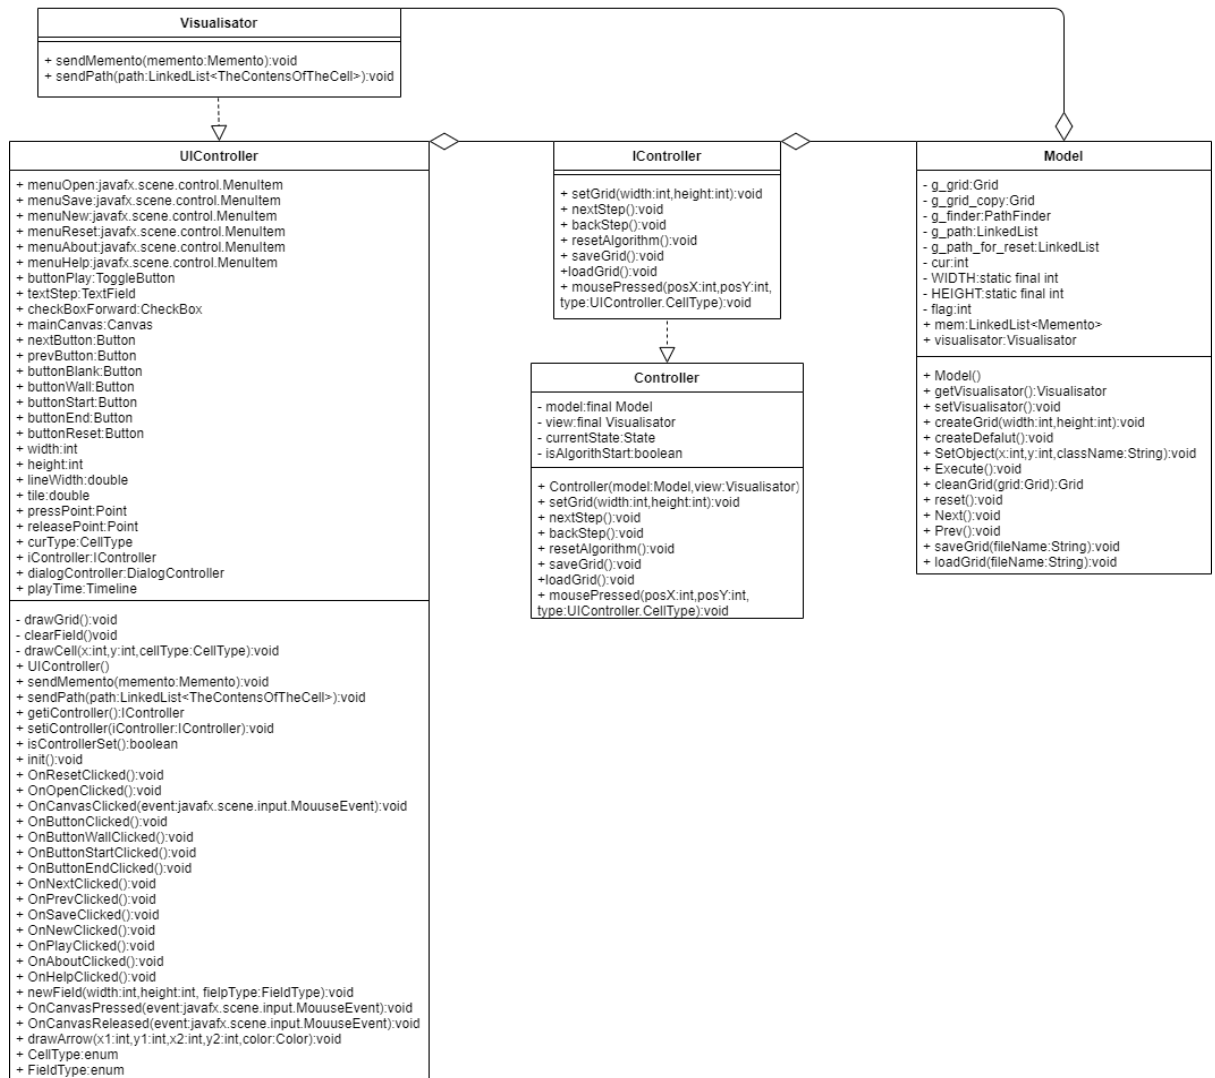 Visualisator
+ sendMemento(memento:Memento):void
+ sendPath(path:LinkedList<TheContensOfTheCell>):void
UIController
+ menuOpen:javafx.scene.control.MenuItem
+ menuSave:javafx.scene.control.MenuItem
+ menuNew:javafx.scene.control.MenuItem
+ menuReset:javafx.scene.control.MenuItem
+ menuAbout:javafx.scene.control.MenuItem
+ menuHelp:javafx.scene.control.MenuItem
+ buttonPlay:ToggleButton
+ textStep:TextField
+ checkBoxForward:CheckBox
+ mainCanvas:Canvas
+ nextButton:Button
+ prevButton:Button
+ buttonBlank:Button
+ buttonWall:Button
+ buttonStart:Button
+ buttonEnd:Button
+ buttonReset:Button
+ width:int
+ height:int
+ lineWidth:double
+ tile:double
+ pressPoint:Point
+ releasePoint:Point
+ curType:CellType
+ iController:IController
+ dialogController:DialogController
+ playTime:Timeline
- drawGrid():void
- clearField()void
- drawCell(x:int,y:int,cellType:CellType):void
+ UIController()
+ sendMemento(memento:Memento):void
+ sendPath(path:LinkedList<TheContensOfTheCell>):void
+ getiController():IController
+ setiController(iController:IController):void
+ isControllerSet():boolean
+ init():void
+ OnResetClicked():void
+ OnOpenClicked():void
+ OnCanvasClicked(event:javafx.scene.input.MouuseEvent):void
+ OnButtonClicked():void
+ OnButtonWallClicked():void
+ OnButtonStartClicked():void
+ OnButtonEndClicked():void
+ OnNextClicked():void
+ OnPrevClicked():void
+ OnSaveClicked():void
+ OnNewClicked():void
+ OnPlayClicked():void
+ OnAboutClicked():void
+ OnHelpClicked():void
+ newField(width:int,height:int, fielpType:FieldType):void
+ OnCanvasPressed(event:javafx.scene.input.MouuseEvent):void
+ OnCanvasReleased(event:javafx.scene.input.MouuseEvent):void
+ drawArrow(x1:int,y1:int,x2:int,y2:int,color:Color):void
+ CellType:enum
+ FieldType:enum
IController
+ setGrid(width:int,height:int):void
+ nextStep():void
+ backStep():void
+ resetAlgorithm():void
+ saveGrid():void
+loadGrid():void
+ mousePressed(posX:int,posY:int,
type:UIController.CellType):void
Controller
- model:final Model
- view:final Visualisator
- currentState:State
- isAlgorithStart:boolean
+ Controller(model:Model,view:Visualisator)
+ setGrid(width:int,height:int):void
+ nextStep():void
+ backStep():void
+ resetAlgorithm():void
+ saveGrid():void
+loadGrid():void
+ mousePressed(posX:int,posY:int,
type:UIController.CellType):void
Model
- g_grid:Grid
- g_grid_copy:Grid
- g_finder:PathFinder
- g_path:LinkedList
- g_path_for_reset:LinkedList
- cur:int
- WIDTH:static final int
- HEIGHT:static final int
- flag:int
+ mem:LinkedList<Memento>
+ visualisator:Visualisator
+ Model()
+ getVisualisator():Visualisator
+ setVisualisator():void
+ createGrid(width:int,height:int):void
+ createDefalut():void
+ SetObject(x:int,y:int,className:String):void
+ Execute():void
+ cleanGrid(grid:Grid):Grid
+ reset():void
+ Next():void
+ Prev():void
+ saveGrid(fileName:String):void
+ loadGrid(fileName:String):void